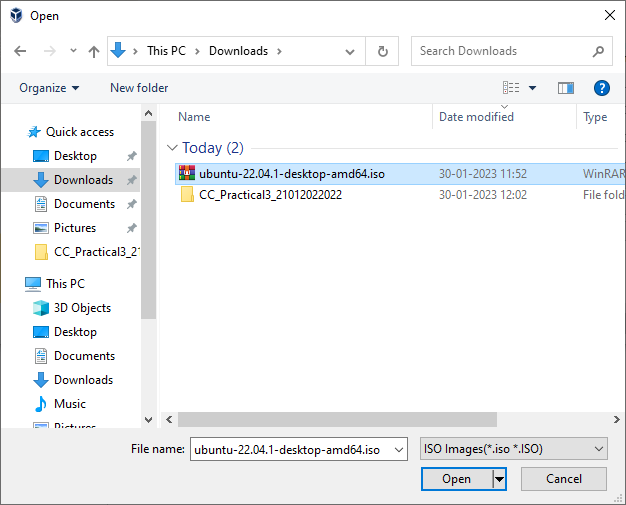 Open
This PC
Downloads
Search Downloads
Organize
New folder
Name
Date modified
Type
Quick access
Desktop
Downloads
Documents
Pictures
CC_Practical3_21
This PC
3D Objects
Desktop
Documents
Downloads
Music
Pictures
Today (2)
ubuntu-22.04.1-desktop-amd64.iso 30-01-2023 11:52 WinRAR
CC_Practical3_21012022022 30-01-2023 12:02 File fold
File name: ubuntu-22.04.1-desktop-amd64.iso ISO Images(*.iso *.ISO)
Open Cancel